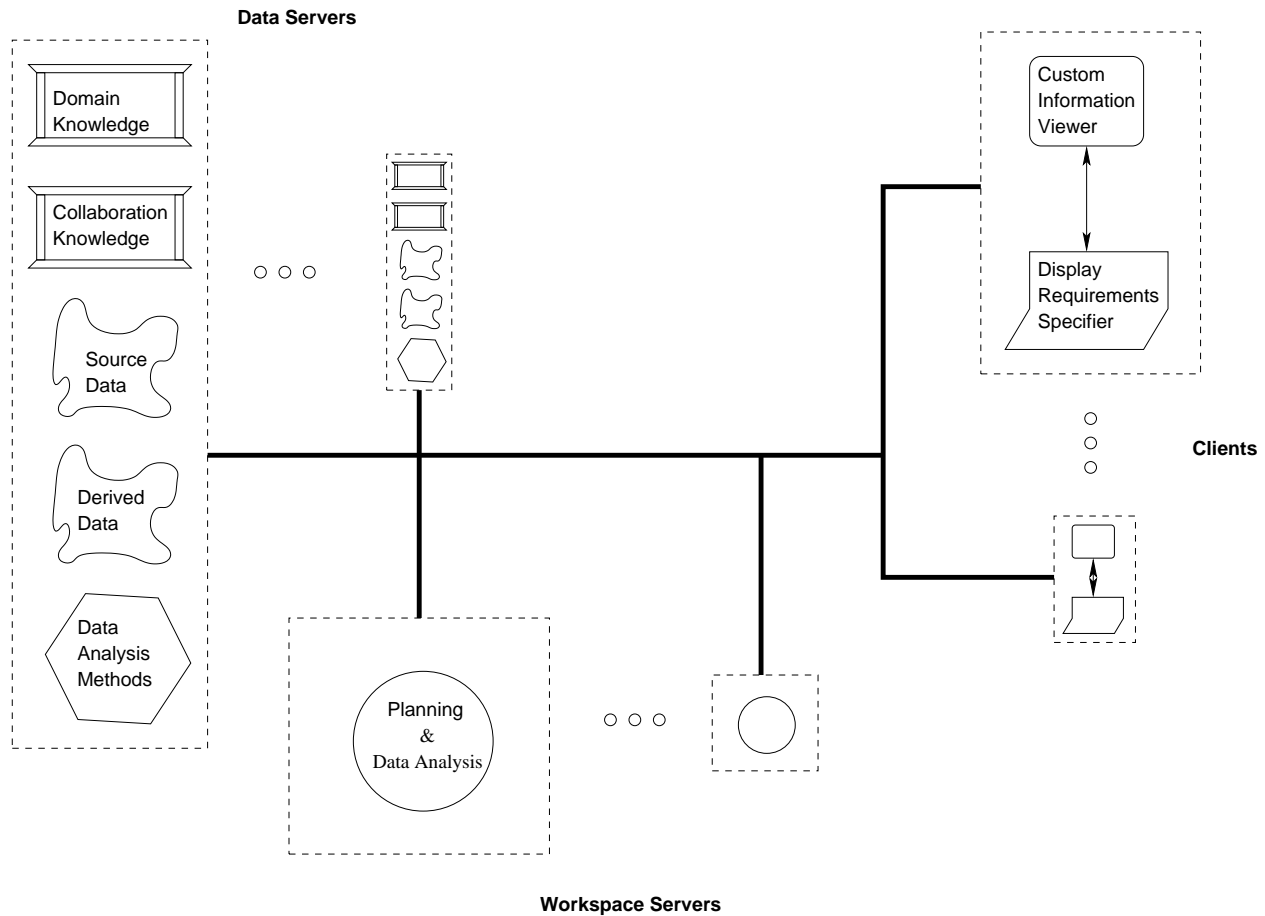 Data Servers
Domain
Knowledge
Collaboration
Knowledge
Source
Data
Derived
Data
Data
Analysis
Methods
Planning
&
Data Analysis
Workspace Servers
Custom
Information
Viewer
Display
Requirements
Specifier
Clients